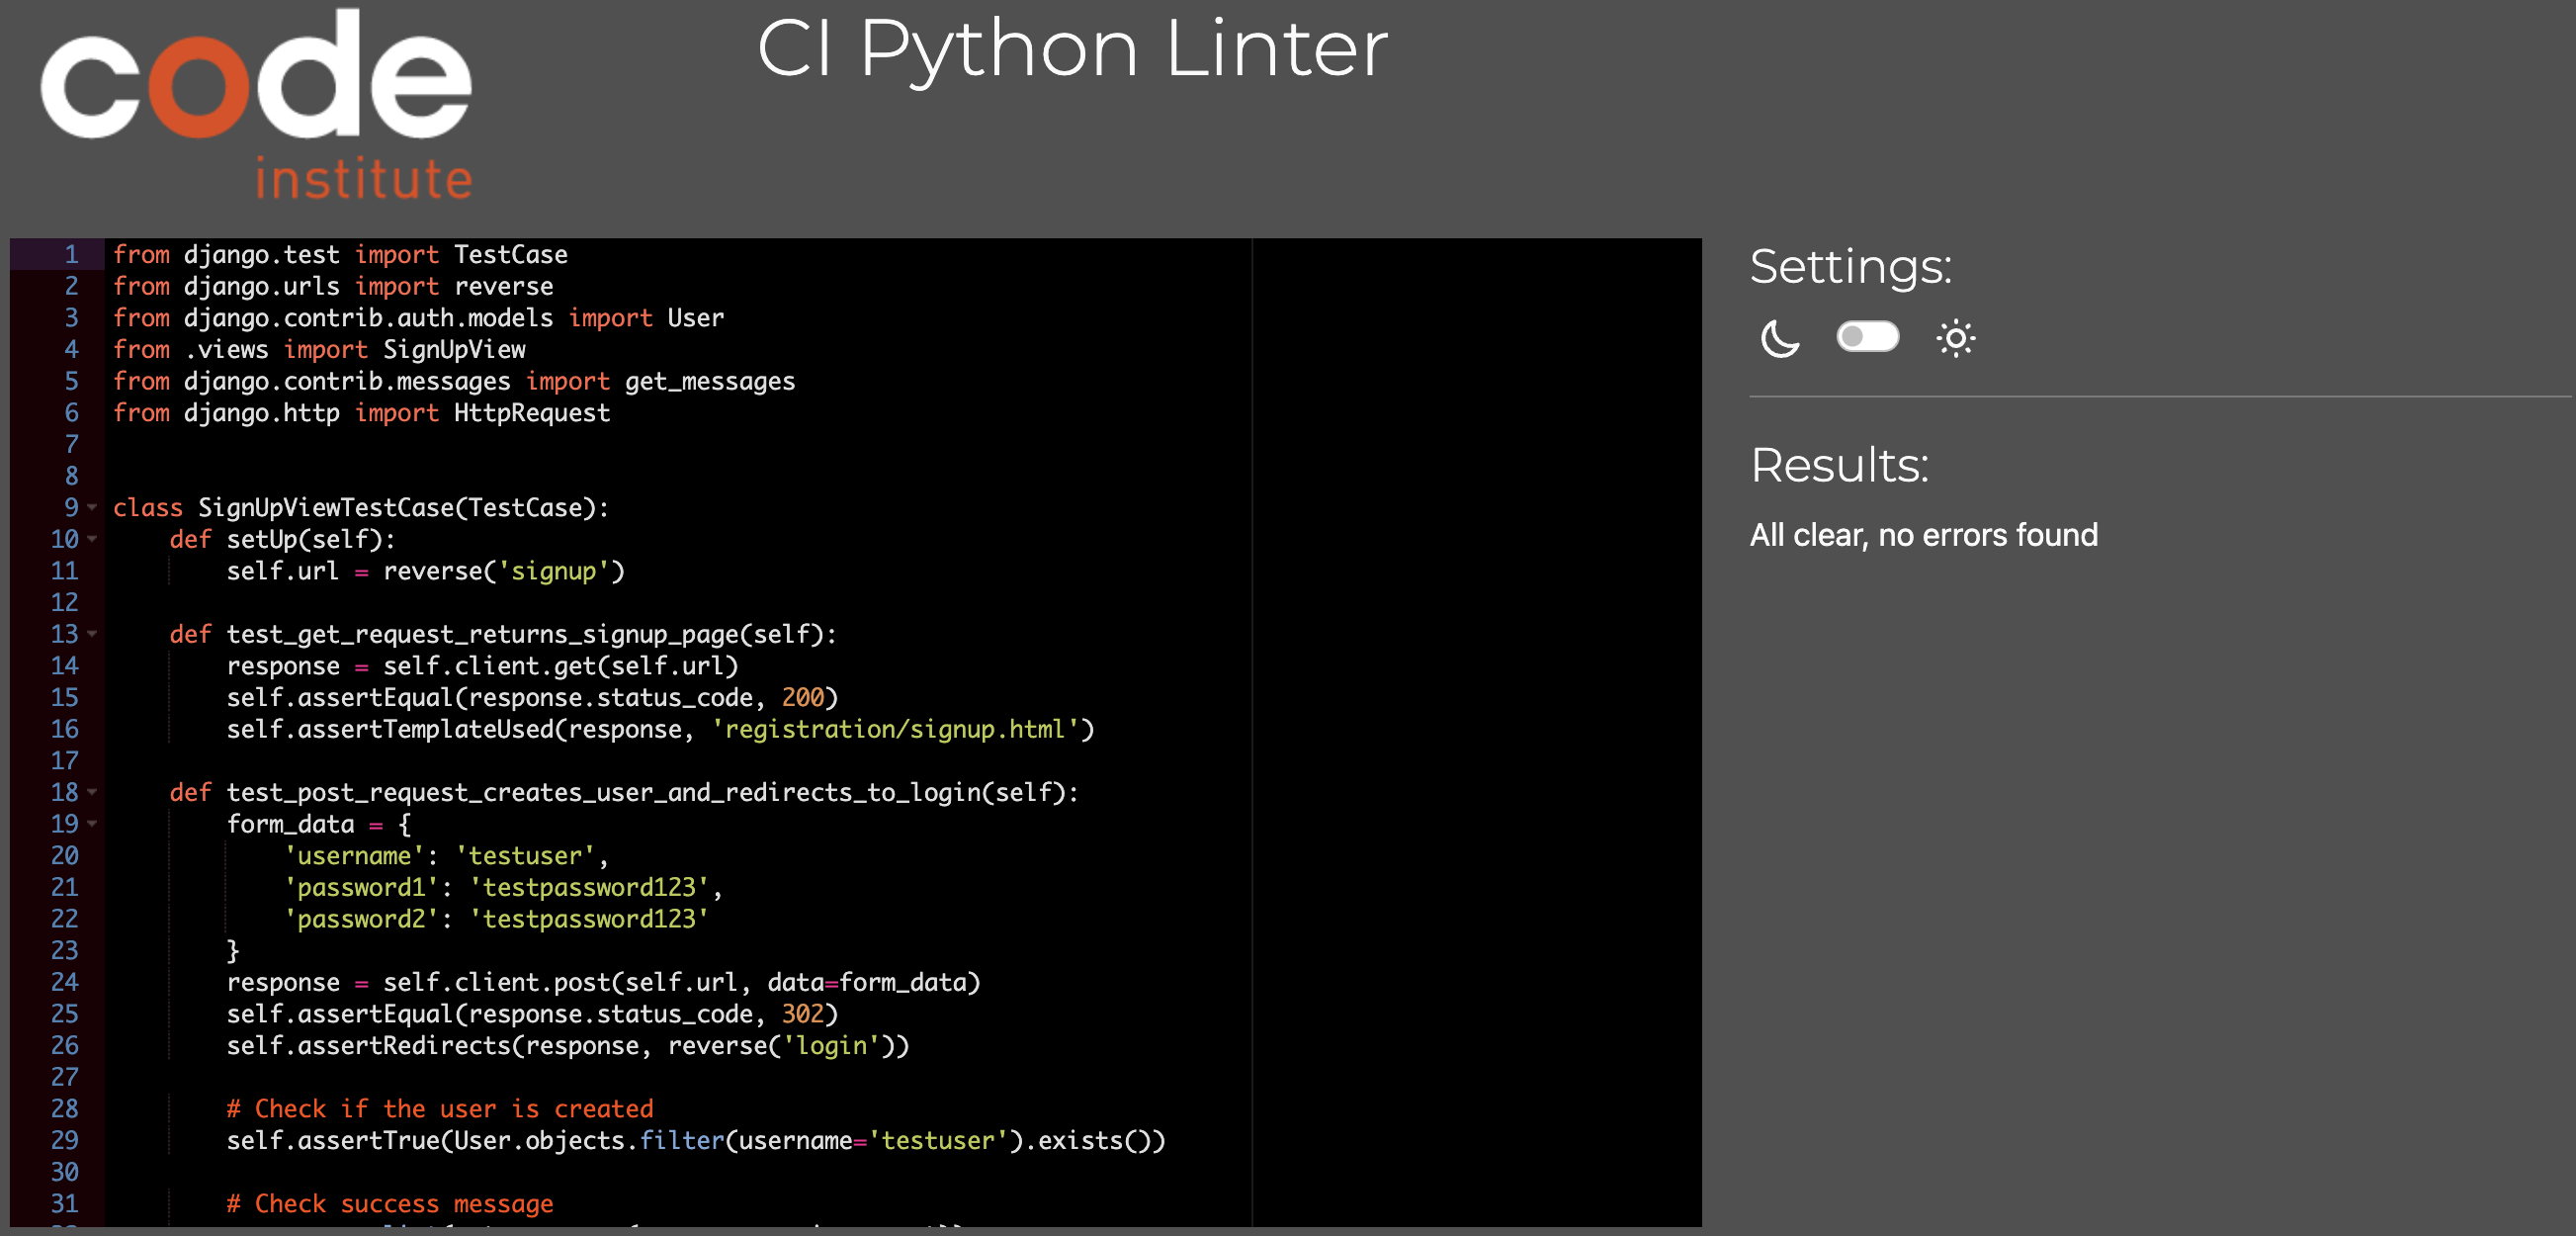 code
institute
CI Python Linter
1 from django.test import TestCase
2 from django.urls import reverse
3 from django.contrib.auth.models import User
4 from .views import SignUpView
5 from django.contrib.messages import get_messages
6 from django.http import HttpRequest
7
8
9 class SignUpViewTestCase(TestCase):
10     def setUp(self):
11         self.url = reverse('signup')
12
13     def test_get_request_returns_signup_page(self):
14         response = self.client.get(self.url)
15         self.assertEqual(response.status_code, 200)
16         self.assertTemplateUsed(response, 'registration/signup.html')
17
18     def test_post_request_creates_user_and_redirects_to_login(self):
19         form_data = {
20             'username': 'testuser',
21             'password1': 'testpassword123',
22             'password2': 'testpassword123'
23         }
24         response = self.client.post(self.url, data=form_data)
25         self.assertEqual(response.status_code, 302)
26         self.assertRedirects(response, reverse('login'))
27
28         # Check if the user is created
29         self.assertTrue(User.objects.filter(username='testuser').exists())
30
31         # Check success message
Settings:
Results:
All clear, no errors found